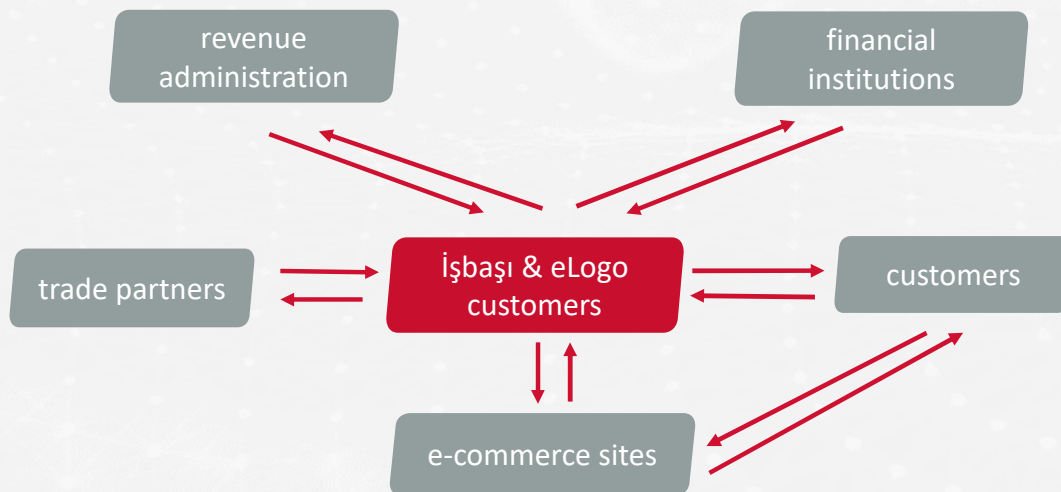 revenue
administration
financial
institutions
trade partners
İşbaşı & eLogo
customers
customers
e-commerce sites